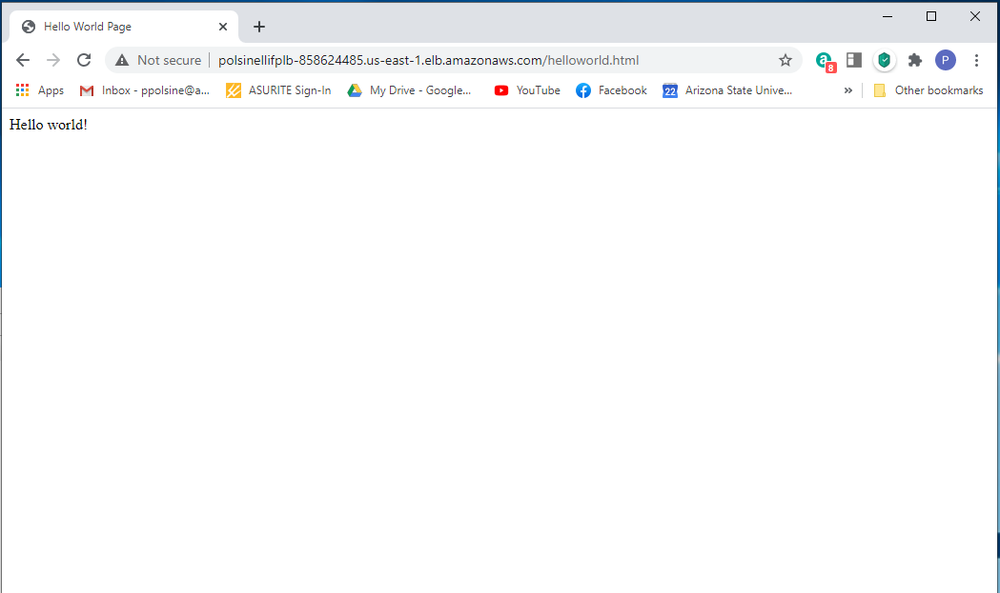 Hello World Page
Not secure polsinellifplb-858624485.us-east-1.elb.amazonaws.com/helloworld.html 8 P
Apps Inbox - ppolsine@a... ASURITE Sign-In My Drive - Google... YouTube Facebook 22 Arizona State Unive... » Other bookmarks
Hello world!